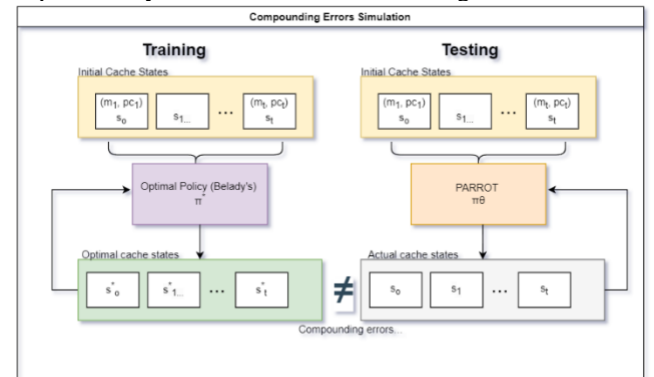 Compounding Errors Simulation
Training
Testing
Initial Cache States
Initial Cache States
(m₁, pc₁)
s₀
s₁...
...
(mₜ, pcₜ)
sₜ
(m₁, pc₁)
s₀
s₁...
...
(mₜ, pcₜ)
sₜ
Optimal Policy (Belady's)
π*
PARROT
πθ
Optimal cache states
Actual cache states
s*₀
s*₁...
...
s*ₜ
≠
s₀
s₁
...
sₜ
Compounding errors...